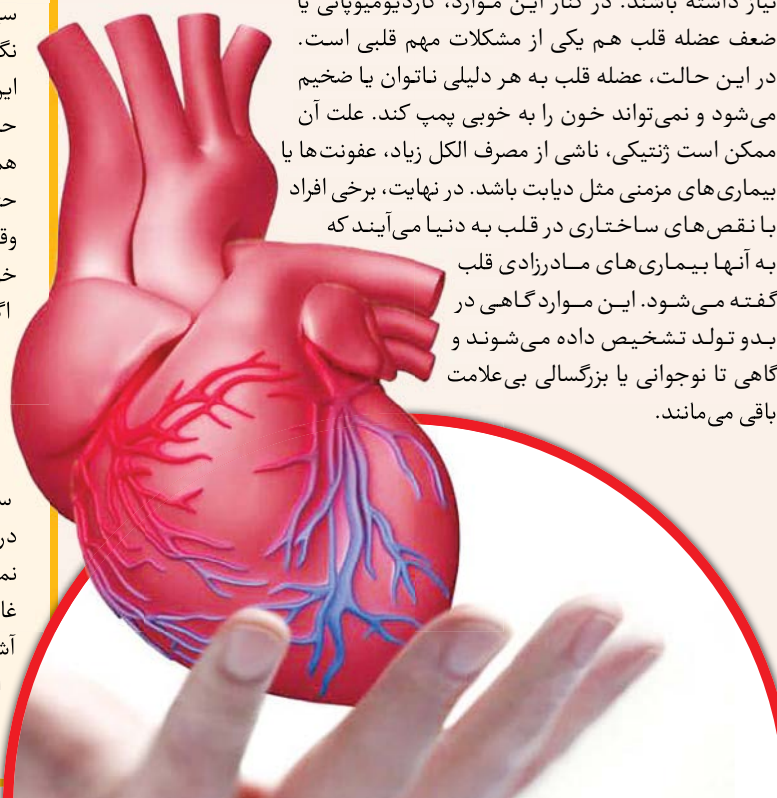 نیاز داشته باشند. در کنار این موارد، کاردیومیوپاتی یا
ضعف عضله قلب هم یکی از مشکلات مهم قلبی است.
در این حالت، عضله قلب به هر دلیلی ناتوان یا ضخیم
می‌شود و نمی‌تواند خون را به خوبی پمپ کند. علت آن
ممکن است ژنتیکی، ناشی از مصرف الکل زیاد، عفونت‌ها یا
بیماری‌های مزمنی مثل دیابت باشد. در نهایت، برخی افراد
با نقص‌های ساختاری در قلب به دنیا می‌آیند که
به آنها بیماری‌های مادرزادی قلب
گفته می‌شود. این موارد گاهی در
بدو تولد تشخیص داده می‌شوند و
گاهی تا نوجوانی یا بزرگسالی بی‌علامت
باقی می‌مانند.